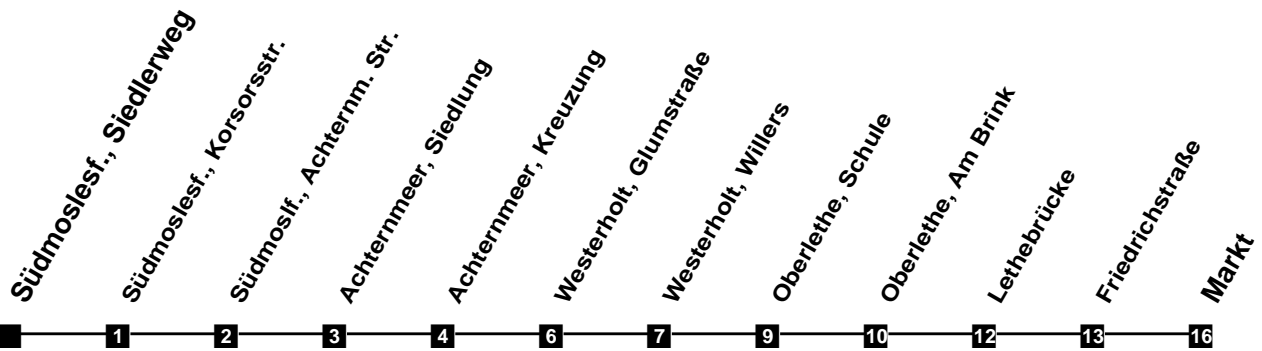 Südmoslesf., Siedlerweg
Südmoslesf., Korsorsstr.
Südmoslf., Achternm. Str.
Achternmeer, Siedlung
Achternmeer, Kreuzung
Westerholt, Glumstraße
Westerholt, Willers
Oberlethe, Schule
Oberlethe, Am Brink
Lethebrücke
Friedrichstraße
Markt
1 2 3 4 6 7 9 10 12 13 16